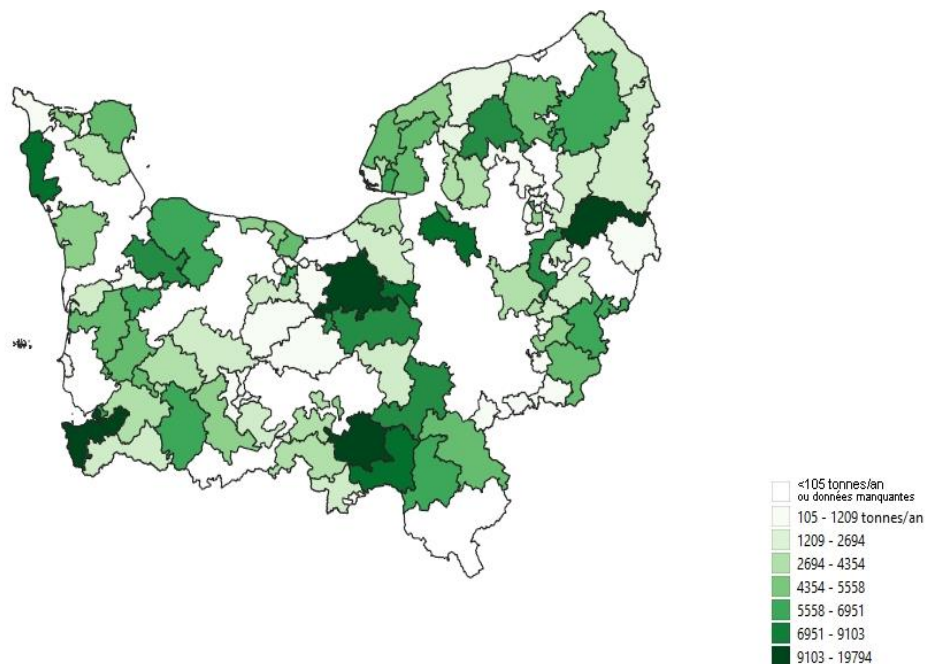 <105 tonnes/an
ou données manquantes
105 - 1209 tonnes/an
1209 - 2694
2694 - 4354
4354 - 5558
5558 - 6951
6951 - 9103
9103 - 19794